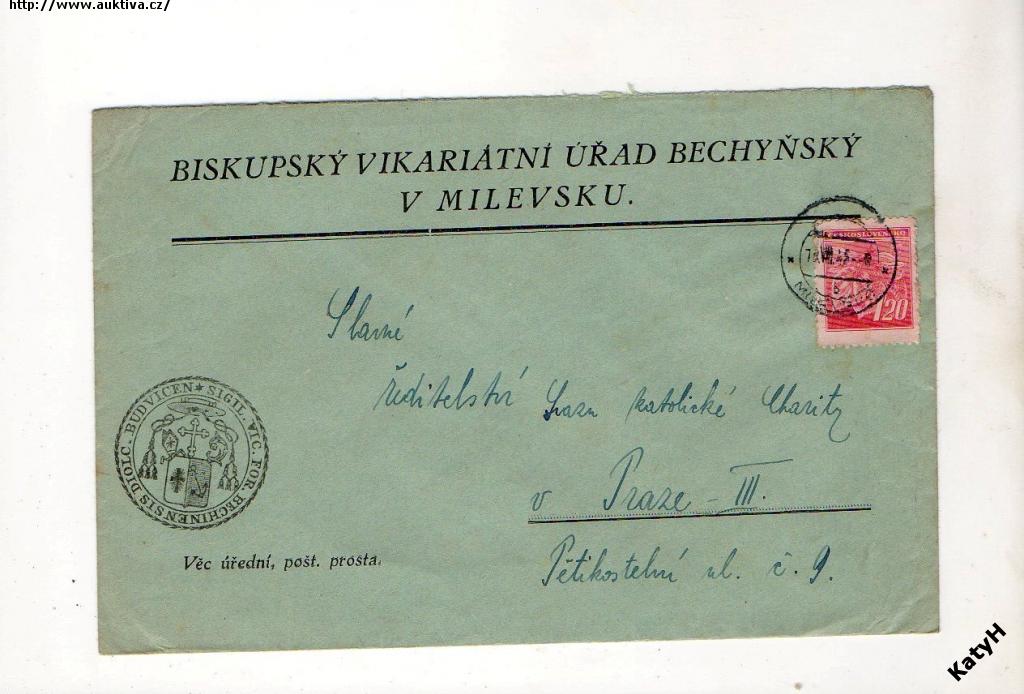 http://www.auktiva.cz/
BISKUPSKÝ VIKARIÁTNÍ ÚŘAD BECHYŇSKÝ
V MILEVSKU.
ČESKOSLOVENSKO
1·20
Slavné
ředitelství Svazu katolické Charity
v Praze – III.
Pětikostelní ul. č. 9.
SIGIL. VIC. FOR. BECHINENSIS DIOEC. BUDVICEN
Věc úřední, pošt. prosta.
KatyH